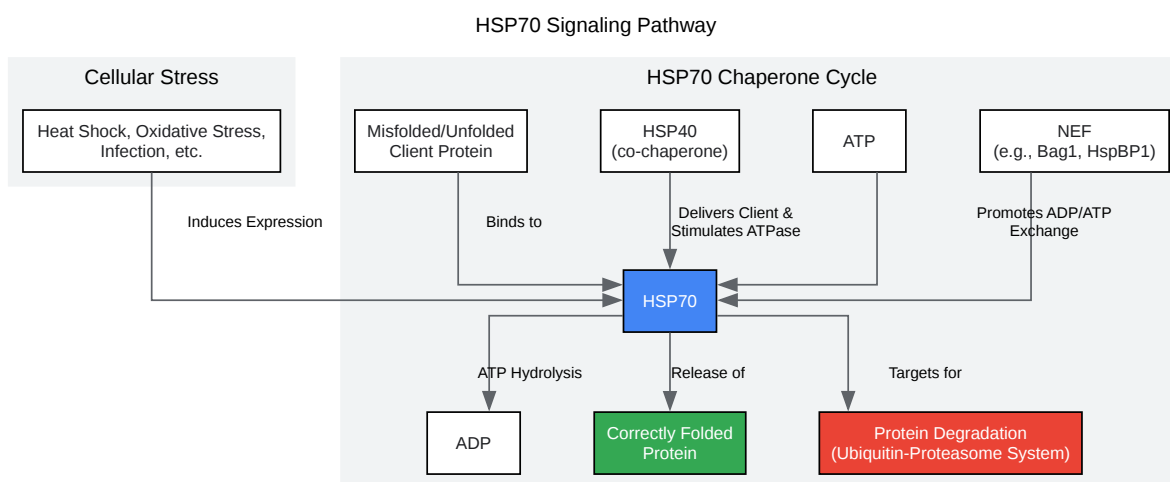 HSP70 Signaling Pathway
Cellular Stress
HSP70 Chaperone Cycle
Heat Shock, Oxidative Stress,
Infection, etc.
Misfolded/Unfolded
Client Protein
HSP40
(co-chaperone)
ATP
NEF
(e.g., Bag1, HspBP1)
Induces Expression
Binds to
Delivers Client &
Stimulates ATPase
Promotes ADP/ATP
Exchange
HSP70
ATP Hydrolysis
Release of
Targets for
ADP
Correctly Folded
Protein
Protein Degradation
(Ubiquitin-Proteasome System)